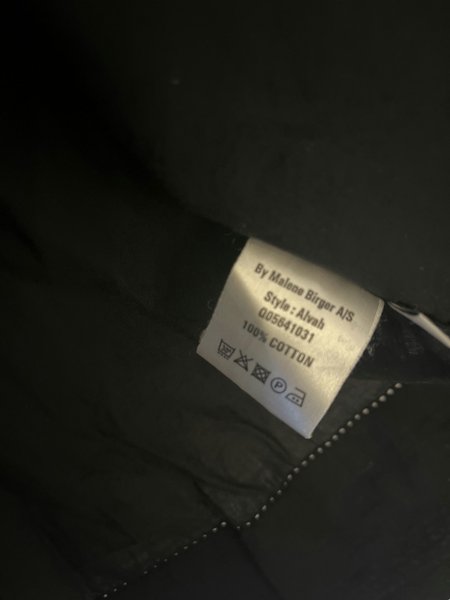 By Malene Birger A/S
Style : Alvah
Q05641031
100% COTTON
P